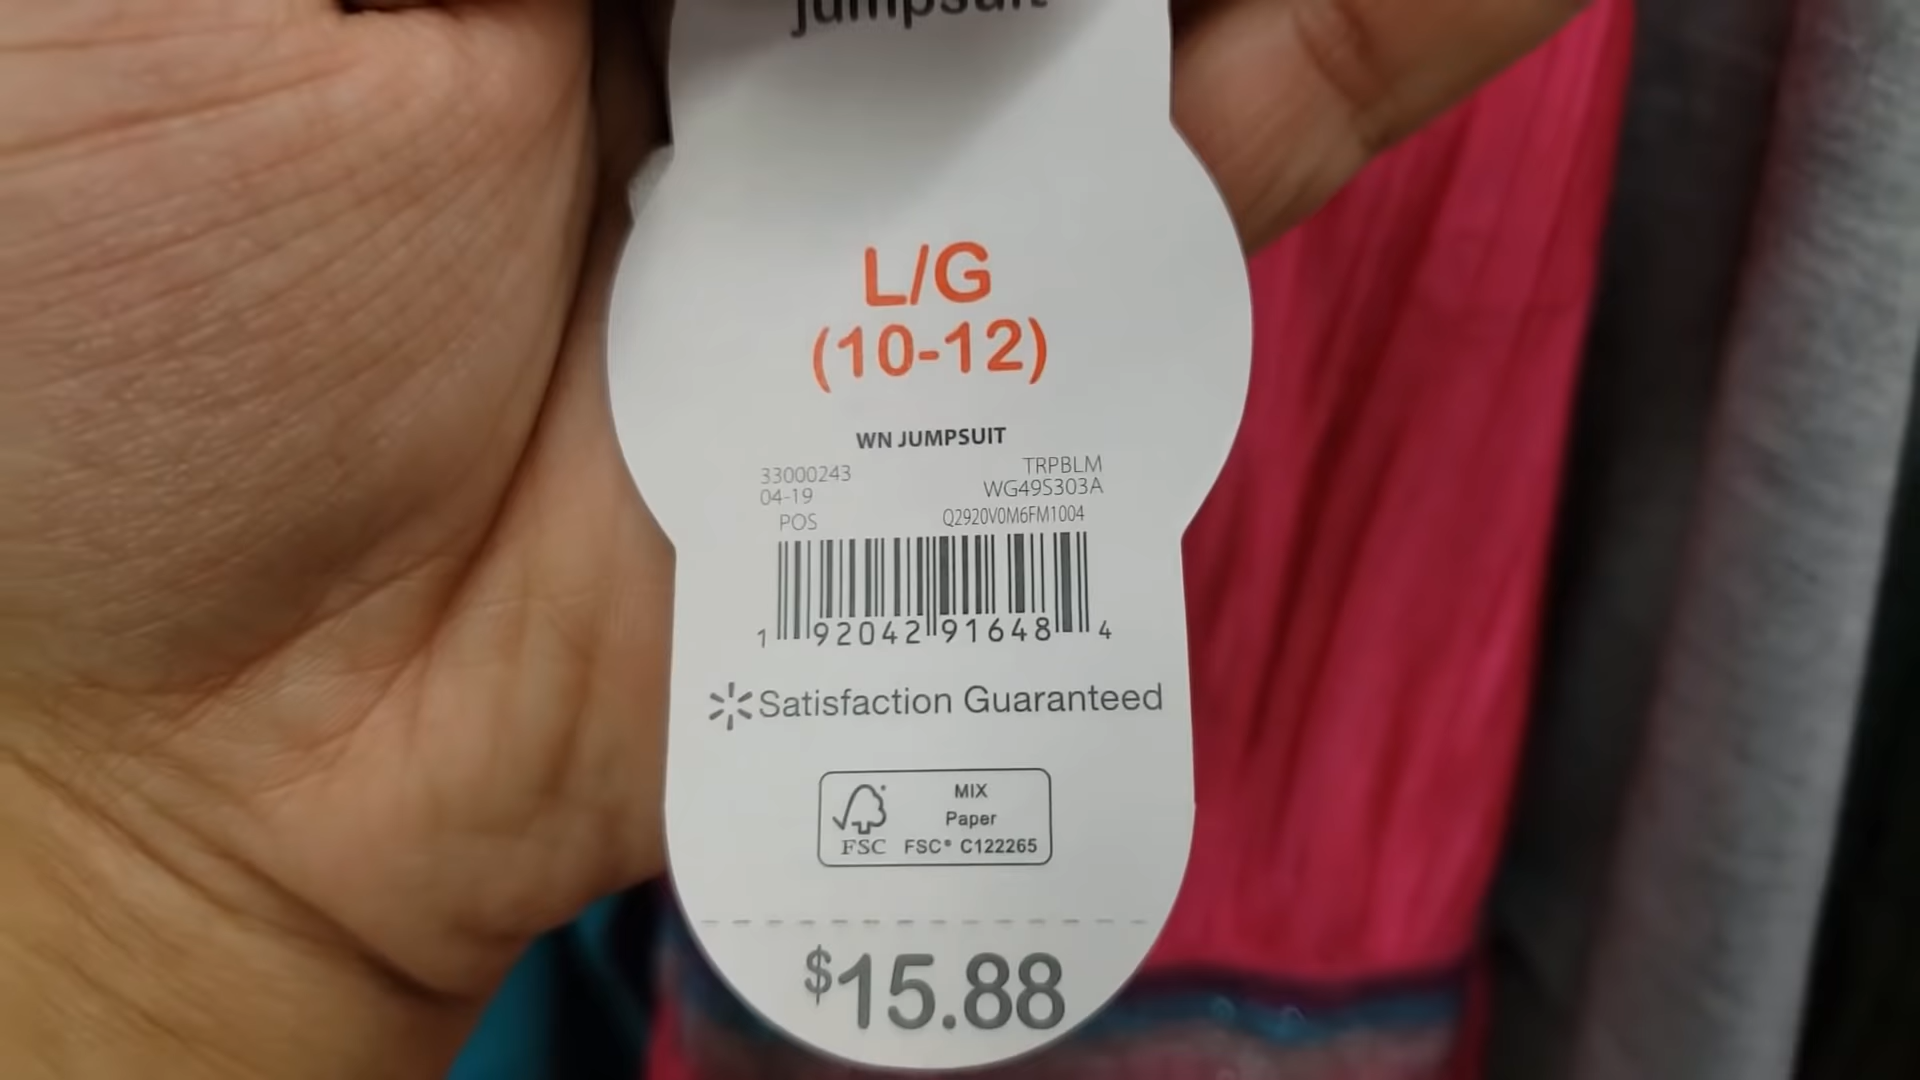 jumpsuit
L/G
(10-12)
WN JUMPSUIT
33000243 TRPBLM
04-19 WG49S303A
POS Q2920V0M6FM1004
1 92042 91648 4
Satisfaction Guaranteed
MIX
Paper
FSC FSC® C122265
$15.88